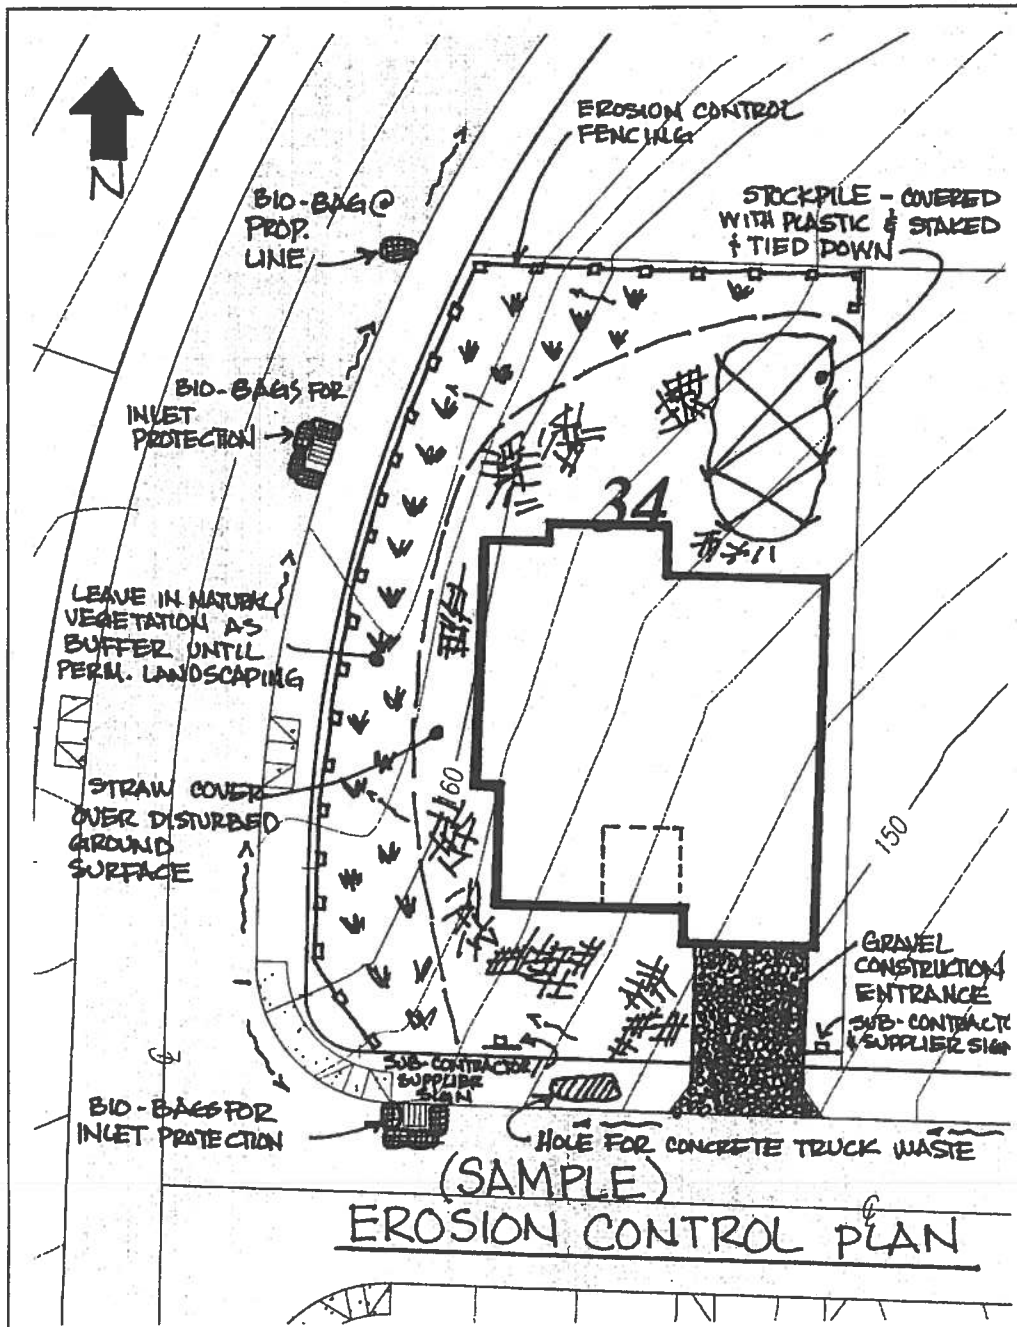 EROSION CONTROL
FENCING
N
BIO-BAG @
PROP.
LINE
STOCKPILE - COVERED
WITH PLASTIC & STAKED
& TIED DOWN
BIO-BAGS FOR
INLET
PROTECTION
34
LEAVE IN NATURAL
VEGETATION AS
BUFFER UNTIL
PERM. LANDSCAPING
STRAW COVER
OVER DISTURBED
GROUND
SURFACE
160
150
GRAVEL
CONSTRUCTION
ENTRANCE
SUB-CONTRACTO
& SUPPLIER SIGN
SUB-CONTRACTOR/
SUPPLIER
SIGN
BIO-BAGS FOR
INLET PROTECTION
HOLE FOR CONCRETE TRUCK WASTE
(SAMPLE)
EROSION CONTROL PLAN